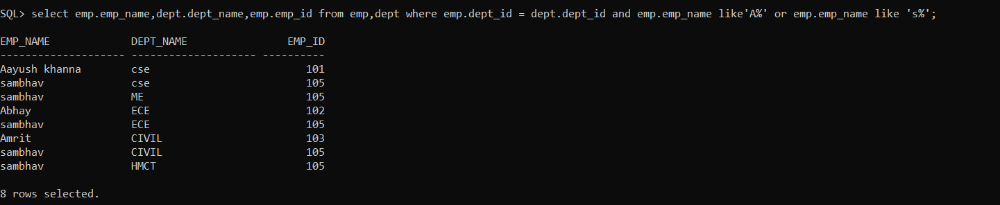 SQL> select emp.emp_name,dept.dept_name,emp.emp_id from emp,dept where emp.dept_id = dept.dept_id and emp.emp_name like'A%' or emp.emp_name like 's%';
EMP_NAME             DEPT_NAME                EMP_ID
-------------------- -------------------- ----------
Aayush khanna        cse                         101
sambhav              cse                         105
sambhav              ME                          105
Abhay                ECE                         102
sambhav              ECE                         105
Amrit                CIVIL                       103
sambhav              CIVIL                       105
sambhav              HMCT                        105
8 rows selected.